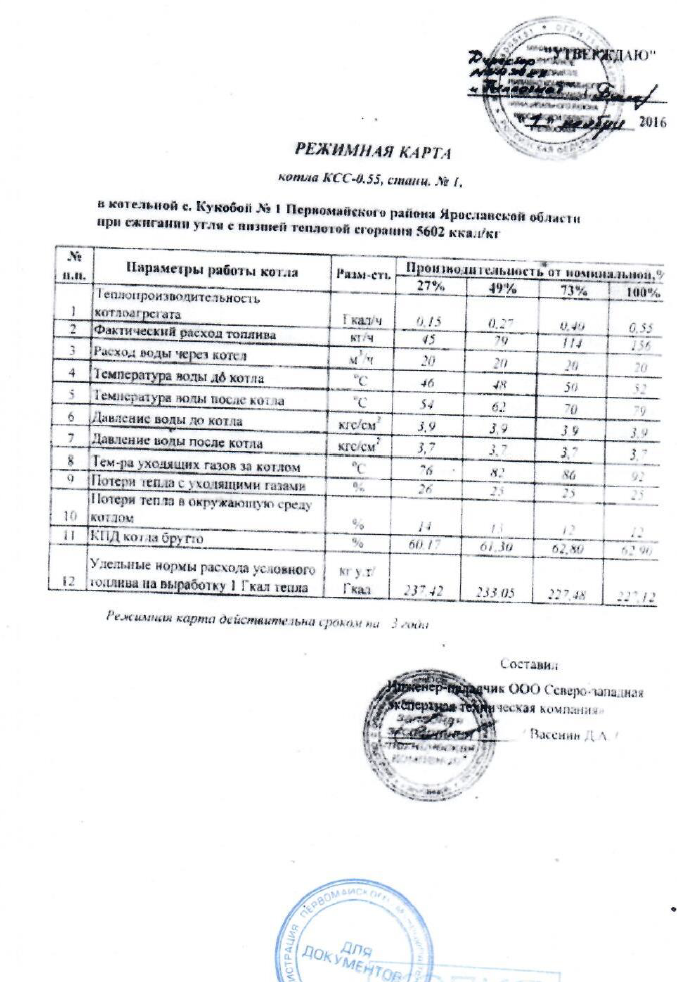 "УТВЕРЖДАЮ"
Директор
"1" ноября 2016
РЕЖИМНАЯ КАРТА
котла КСС-0.55, станц. № 1,
в котельной с. Кукобой № 1 Первомайского района Ярославской области
при сжигании угля с низшей теплотой сгорания 5602 ккал/кг
№ п.п. Параметры работы котла Разм-сть Производительность от номинальной,%
27% 49% 73% 100%
1 Теплопроизводительность котлоагрегата Гкал/ч 0,15 0,27 0,40 0,55
2 Фактический расход топлива кг/ч 45 79 114 156
3 Расход воды через котел м³/ч 20 20 20 20
4 Температура воды до котла °С 46 48 50 52
5 Температура воды после котла °С 54 62 70 79
6 Давление воды до котла кгс/см² 3,9 3,9 3,9 3,9
7 Давление воды после котла кгс/см² 3,7 3,7 3,7 3,7
8 Тем-ра уходящих газов за котлом °С 76 82 86 92
9 Потери тепла с уходящими газами % 26 25 25 25
10 Потери тепла в окружающую среду котлом % 14 13 12 12
11 КПД котла брутто % 60.17 61,30 62,80 62.90
12 Удельные нормы расхода условного топлива на выработку 1 Гкал тепла кг у.т/Гкал 237,42 233.05 227,48 227,12
Режимная карта действительна сроком на 3 года
Составил
Инженер-наладчик ООО Северо-западная
экспертная техническая компания»
/ Васенин Д.А. /
ДЛЯ
ДОКУМЕНТОВ